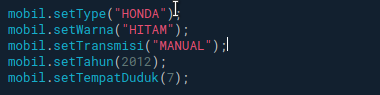 mobil.setType("HONDA");
mobil.setWarna("HITAM");
mobil.setTransmisi("MANUAL");
mobil.setTahun(2012);
mobil.setTempatDuduk(7);